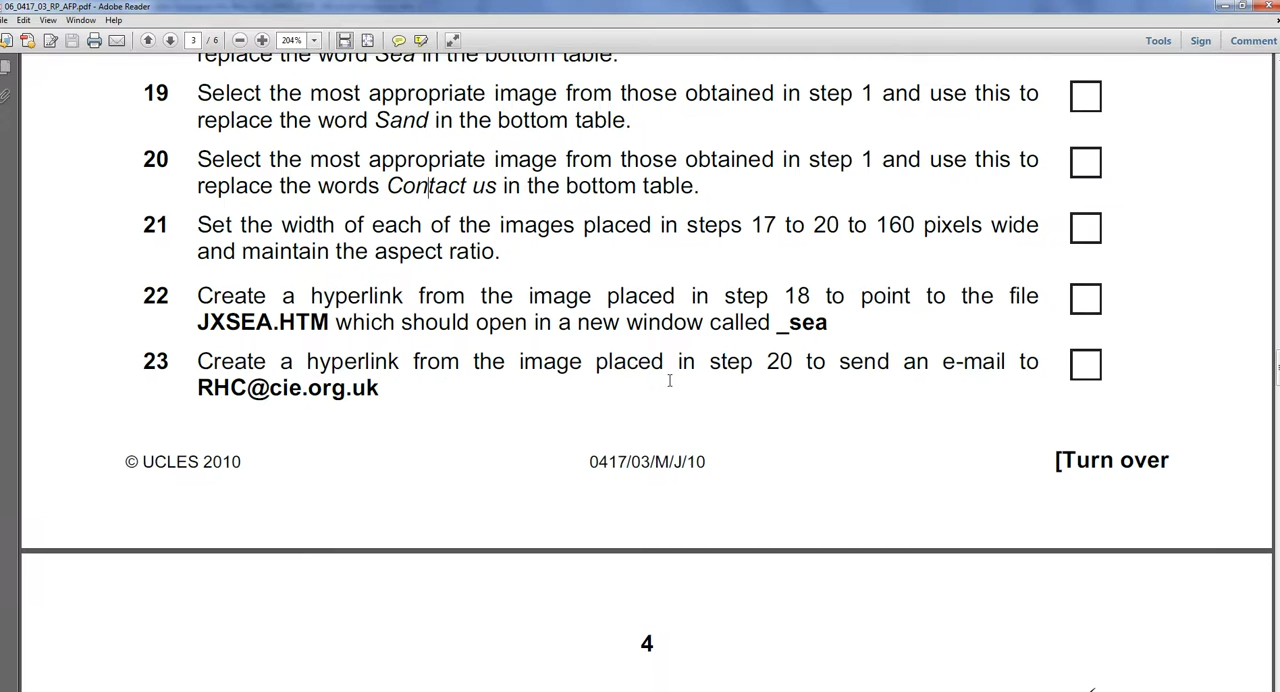 06_0417_03_RP_AFP.pdf - Adobe Reader
File Edit View Window Help
3 / 6 204% Tools Sign Comment
replace the word Sea in the bottom table.
19 Select the most appropriate image from those obtained in step 1 and use this to
replace the word Sand in the bottom table.
20 Select the most appropriate image from those obtained in step 1 and use this to
replace the words Contact us in the bottom table.
21 Set the width of each of the images placed in steps 17 to 20 to 160 pixels wide
and maintain the aspect ratio.
22 Create a hyperlink from the image placed in step 18 to point to the file
JXSEA.HTM which should open in a new window called _sea
23 Create a hyperlink from the image placed in step 20 to send an e-mail to
RHC@cie.org.uk
© UCLES 2010 0417/03/M/J/10 [Turn over
4